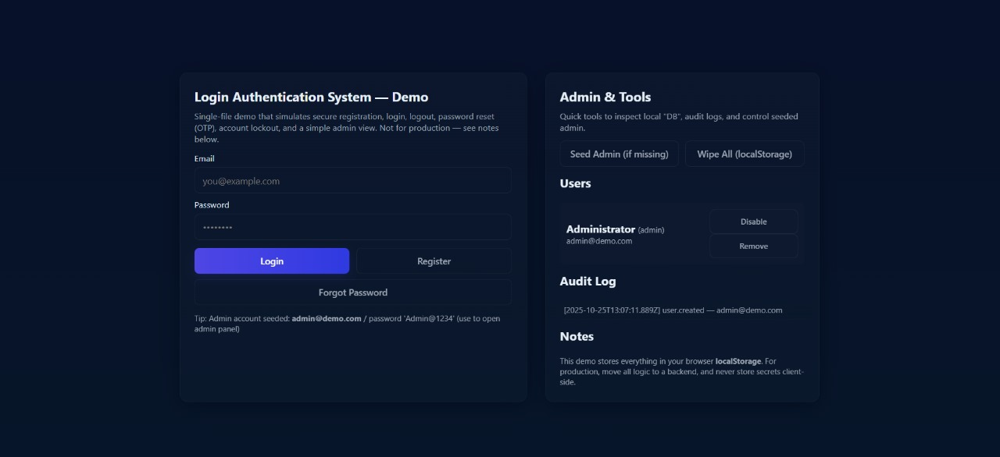 Login Authentication System — Demo
Single-file demo that simulates secure registration, login, logout, password reset
(OTP), account lockout, and a simple admin view. Not for production — see notes
below.
Email
you@example.com
Password
••••••••
Login
Register
Forgot Password
Tip: Admin account seeded: admin@demo.com / password 'Admin@1234' (use to open
admin panel)
Admin & Tools
Quick tools to inspect local "DB", audit logs, and control seeded
admin.
Seed Admin (if missing)
Wipe All (localStorage)
Users
Administrator (admin)
admin@demo.com
Disable
Remove
Audit Log
[2025-10-25T13:07:11.889Z] user.created — admin@demo.com
Notes
This demo stores everything in your browser localStorage. For
production, move all logic to a backend, and never store secrets client-
side.